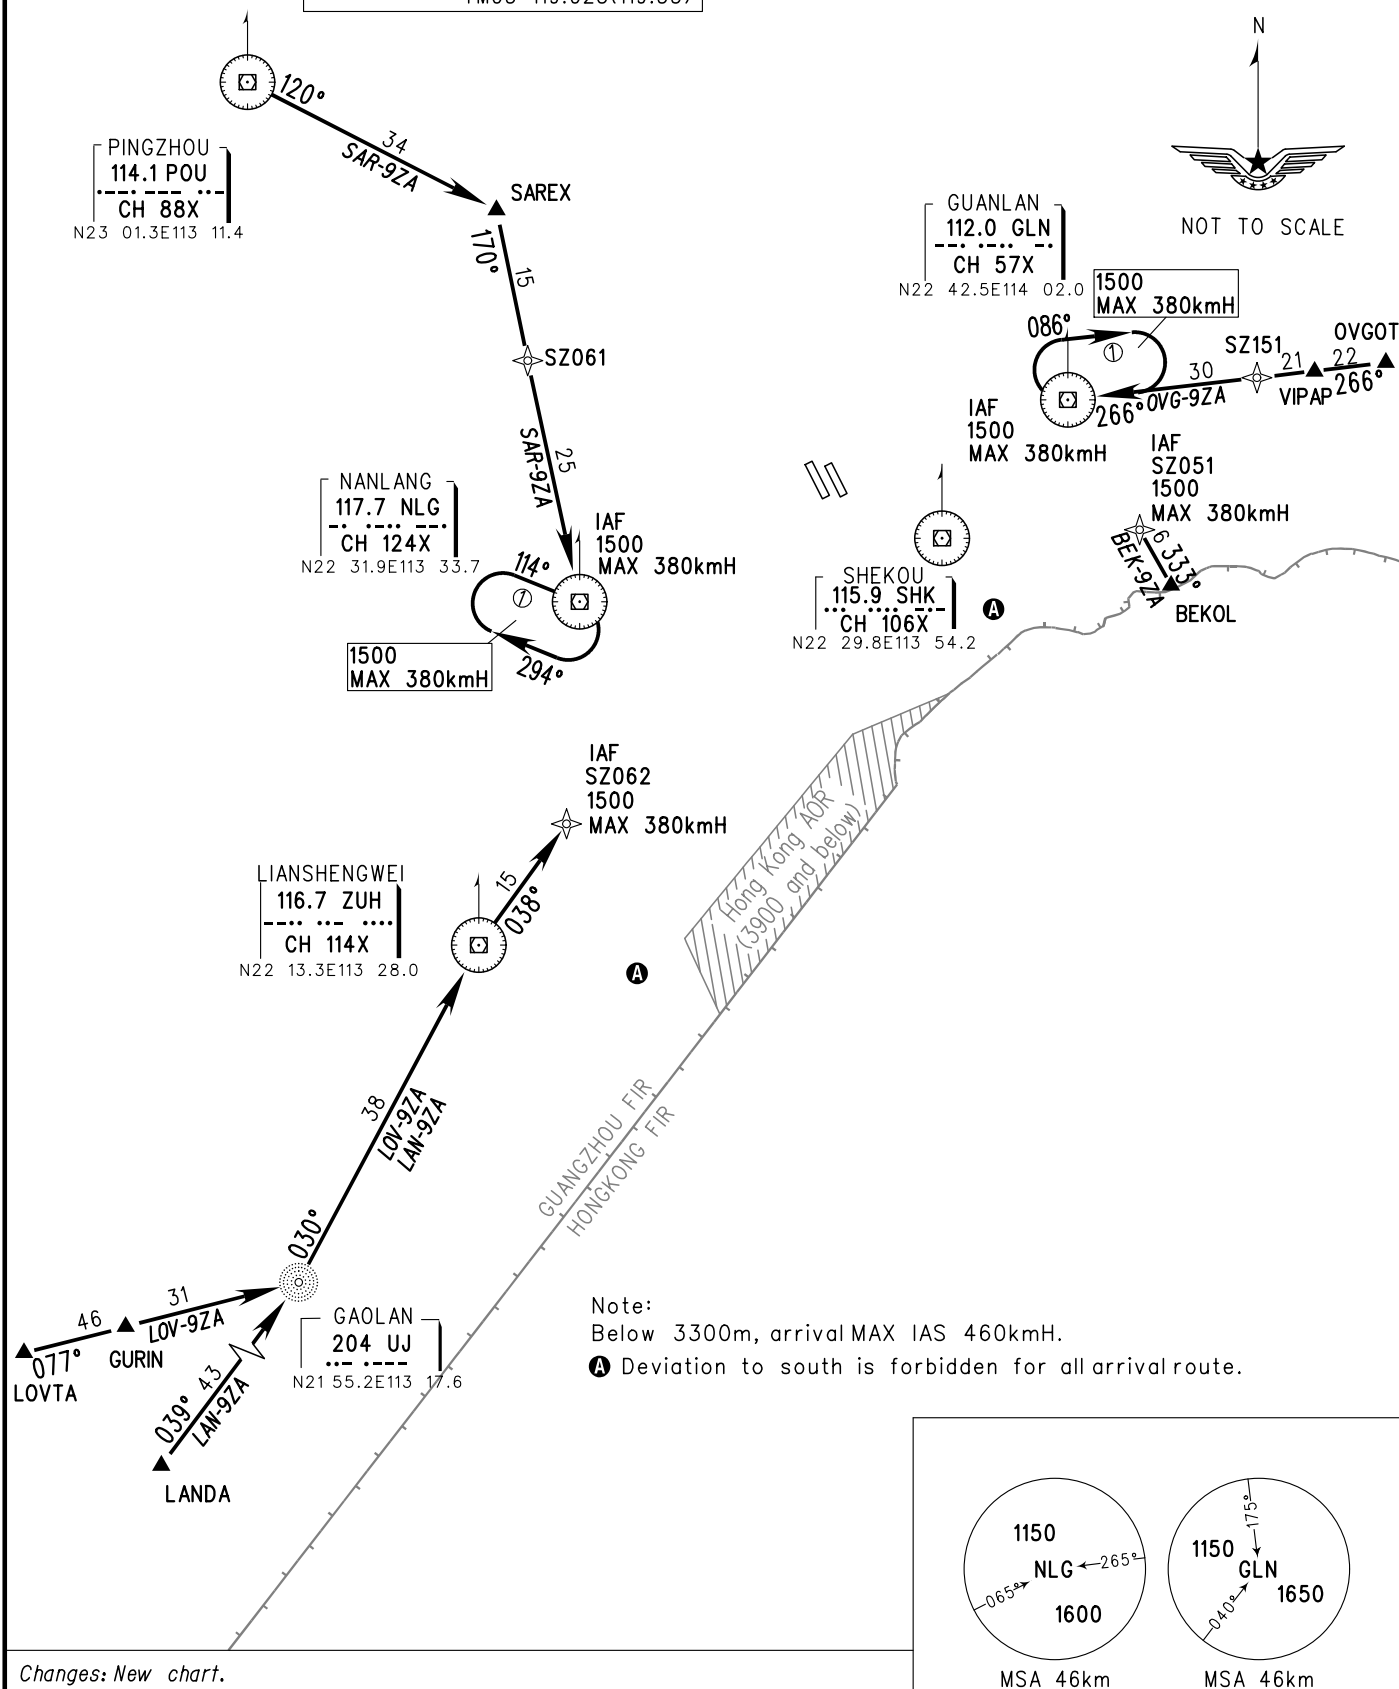 120°
34
SAR-9ZA
PINGZHOU
114.1 POU
CH 88X
N23 01.3E113 11.4
SAREX
170°
15
SZ061
SAR-9ZA
25
N
NOT TO SCALE
GUANLAN
112.0 GLN
CH 57X
N22 42.5E114 02.0
1500
MAX 380kmH
086°
1
OVGOT
SZ151
22
21
30
266°
VIPAP
OVG-9ZA
266°
IAF
1500
MAX 380kmH
IAF
SZ051
1500
MAX 380kmH
6
333°
BEK-9ZA
BEKOL
NANLANG
117.7 NLG
CH 124X
N22 31.9E113 33.7
IAF
1500
MAX 380kmH
114°
1
294°
1500
MAX 380kmH
SHEKOU
115.9 SHK
CH 106X
N22 29.8E113 54.2
A
IAF
SZ062
1500
MAX 380kmH
Hong Kong AOR
(3900 and below)
LIANSHENGWEI
116.7 ZUH
CH 114X
N22 13.3E113 28.0
15
038°
A
38
LOV-9ZA
LAN-9ZA
GUANGZHOU FIR
HONGKONG FIR
030°
31
46
LOV-9ZA
077°
GURIN
LOVTA
GAOLAN
204 UJ
N21 55.2E113 17.6
43
039°
LAN-9ZA
LANDA
Note:
Below 3300m, arrival MAX IAS 460kmH.
A Deviation to south is forbidden for all arrival route.
1150
NLG
265°
065°
1600
MSA 46km
175°
1150
GLN
1650
040°
MSA 46km
Changes: New chart.